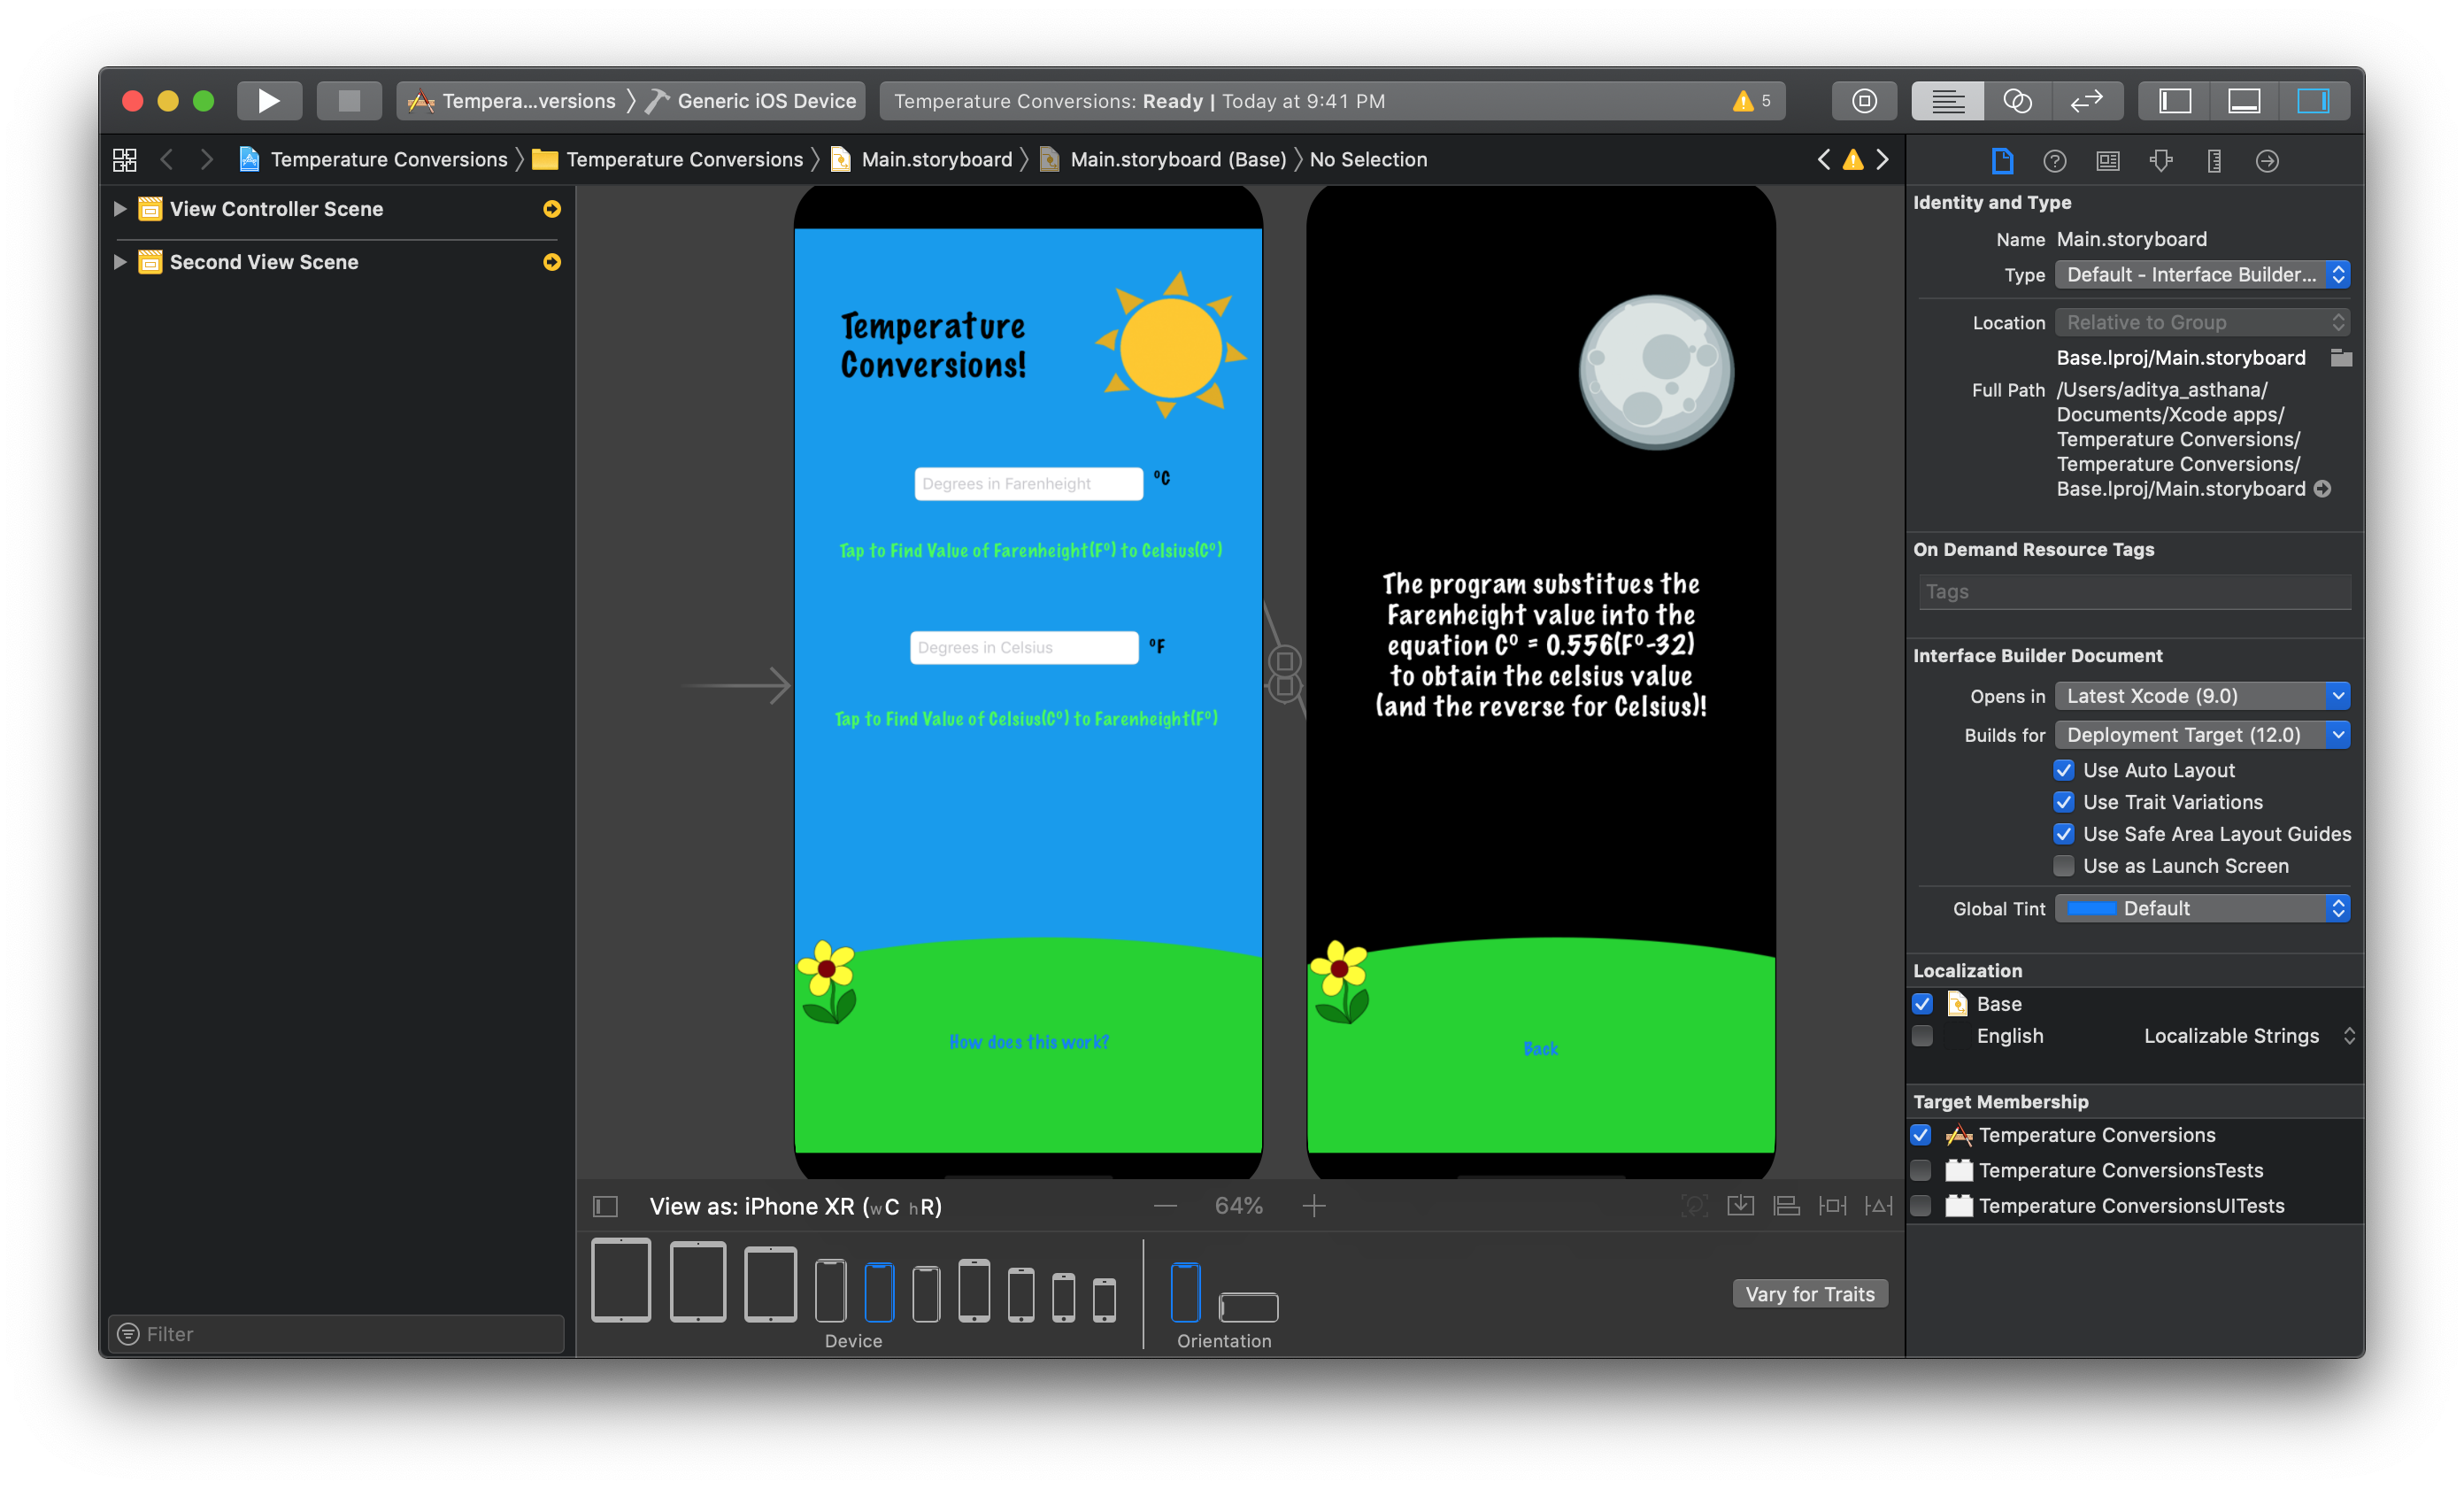 Tempera...versions
Generic iOS Device
Temperature Conversions: Ready | Today at 9:41 PM
5
Temperature Conversions
Temperature Conversions
Main.storyboard
Main.storyboard (Base)
No Selection
View Controller Scene
Second View Scene
Filter
Temperature
Conversions!
Degrees in Farenheight
ºC
Tap to Find Value of Farenheight(Fº) to Celsius(Cº)
Degrees in Celsius
ºF
Tap to Find Value of Celsius(Cº) to Farenheight(Fº)
How does this work?
The program substitues the
Farenheight value into the
equation Cº = 0.556(Fº-32)
to obtain the celsius value
(and the reverse for Celsius)!
Back
View as: iPhone XR (wC hR)
64%
Device
Orientation
Vary for Traits
Identity and Type
Name Main.storyboard
Type Default - Interface Builder...
Location Relative to Group
Base.lproj/Main.storyboard
Full Path /Users/aditya_asthana/
Documents/Xcode apps/
Temperature Conversions/
Temperature Conversions/
Base.lproj/Main.storyboard
On Demand Resource Tags
Tags
Interface Builder Document
Opens in Latest Xcode (9.0)
Builds for Deployment Target (12.0)
Use Auto Layout
Use Trait Variations
Use Safe Area Layout Guides
Use as Launch Screen
Global Tint Default
Localization
Base
English Localizable Strings
Target Membership
Temperature Conversions
Temperature ConversionsTests
Temperature ConversionsUITests